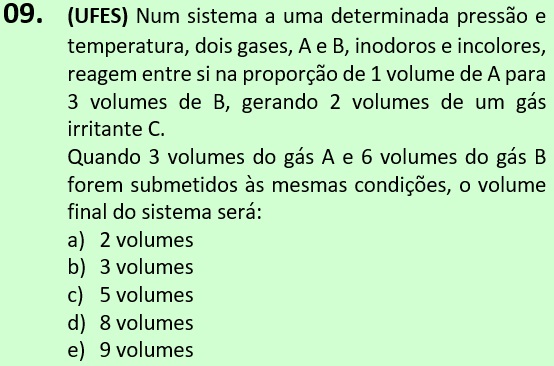 09. (UFES) Num sistema a uma determinada pressão e
temperatura, dois gases, A e B, inodoros e incolores,
reagem entre si na proporção de 1 volume de A para
3 volumes de B, gerando 2 volumes de um gás
irritante C.
Quando 3 volumes do gás A e 6 volumes do gás B
forem submetidos às mesmas condições, o volume
final do sistema será:
a) 2 volumes
b) 3 volumes
c) 5 volumes
d) 8 volumes
e) 9 volumes